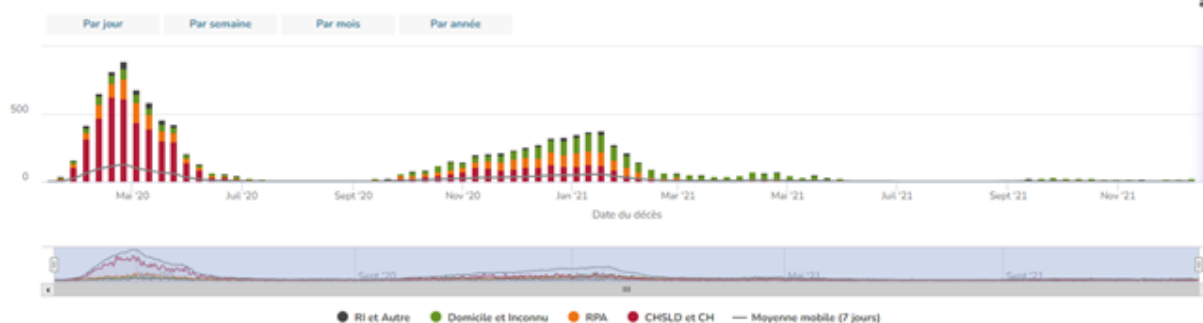 Par jour Par semaine Par mois Par année
500
0
Mai '20 Juil '20 Sept '20 Nov '20 Jan '21 Mar '21 Mai '21 Juil '21 Sept '21 Nov '21
Date du décès
Sept '20 Mai '21 Sept '21
RI et Autre Domicile et Inconnu RPA CHSLD et CH Moyenne mobile (7 jours)